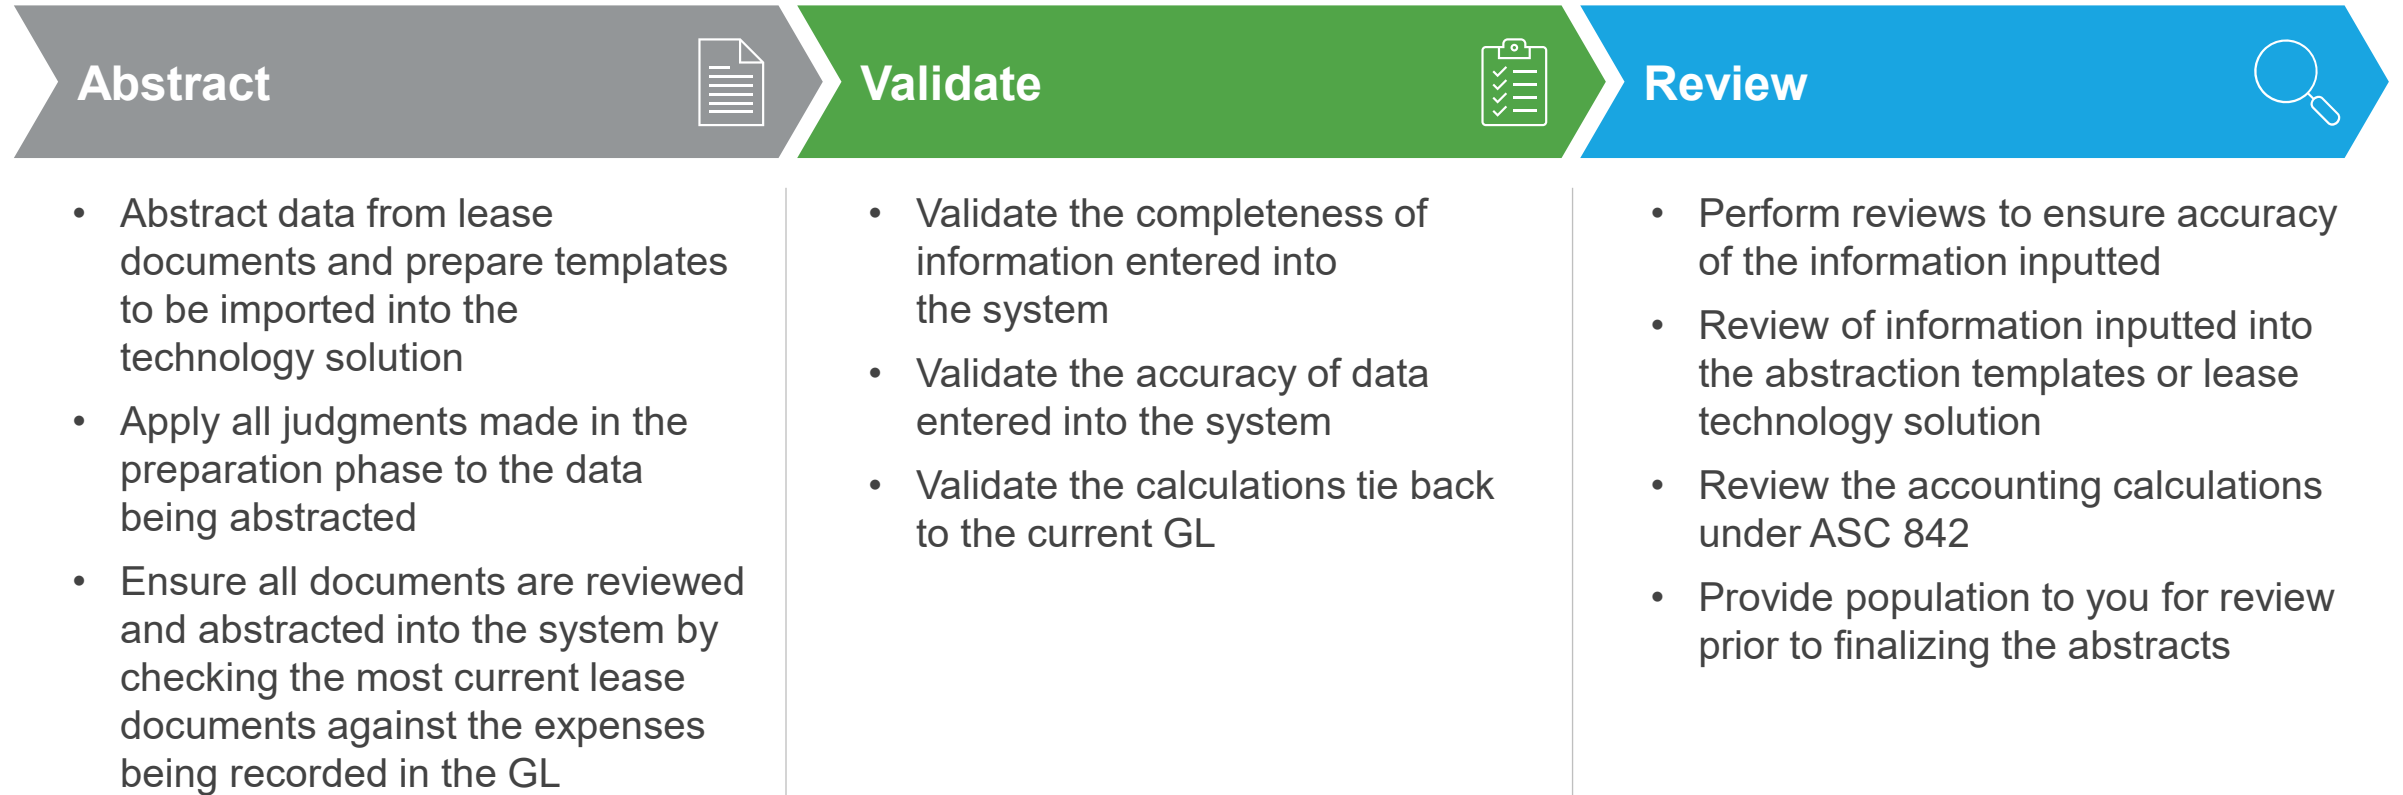 Abstract
• Abstract data from lease
documents and prepare templates
to be imported into the
technology solution
• Apply all judgments made in the
preparation phase to the data
being abstracted
• Ensure all documents are reviewed
and abstracted into the system by
checking the most current lease
documents against the expenses
being recorded in the GL
Validate
• Validate the completeness of
information entered into
the system
• Validate the accuracy of data
entered into the system
• Validate the calculations tie back
to the current GL
Review
• Perform reviews to ensure accuracy
of the information inputted
• Review of information inputted into
the abstraction templates or lease
technology solution
• Review the accounting calculations
under ASC 842
• Provide population to you for review
prior to finalizing the abstracts